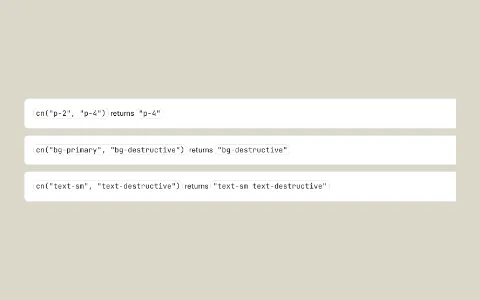 cn("p-2", "p-4") returns "p-4"
cn("bg-primary", "bg-destructive") returns "bg-destructive"
cn("text-sm", "text-destructive") returns "text-sm text-destructive"